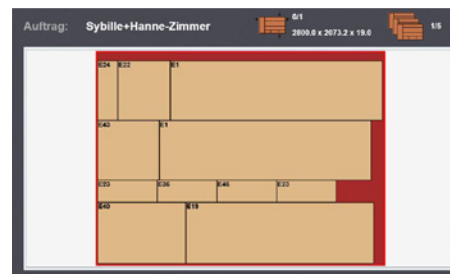 Auftrag: Sybille+Hanne-Zimmer
0/1
2800.0 x 2073.2 x 19.0
1/5
E24 E22 E1
E43 E1
E23 E36 E46 E23
E40 E19